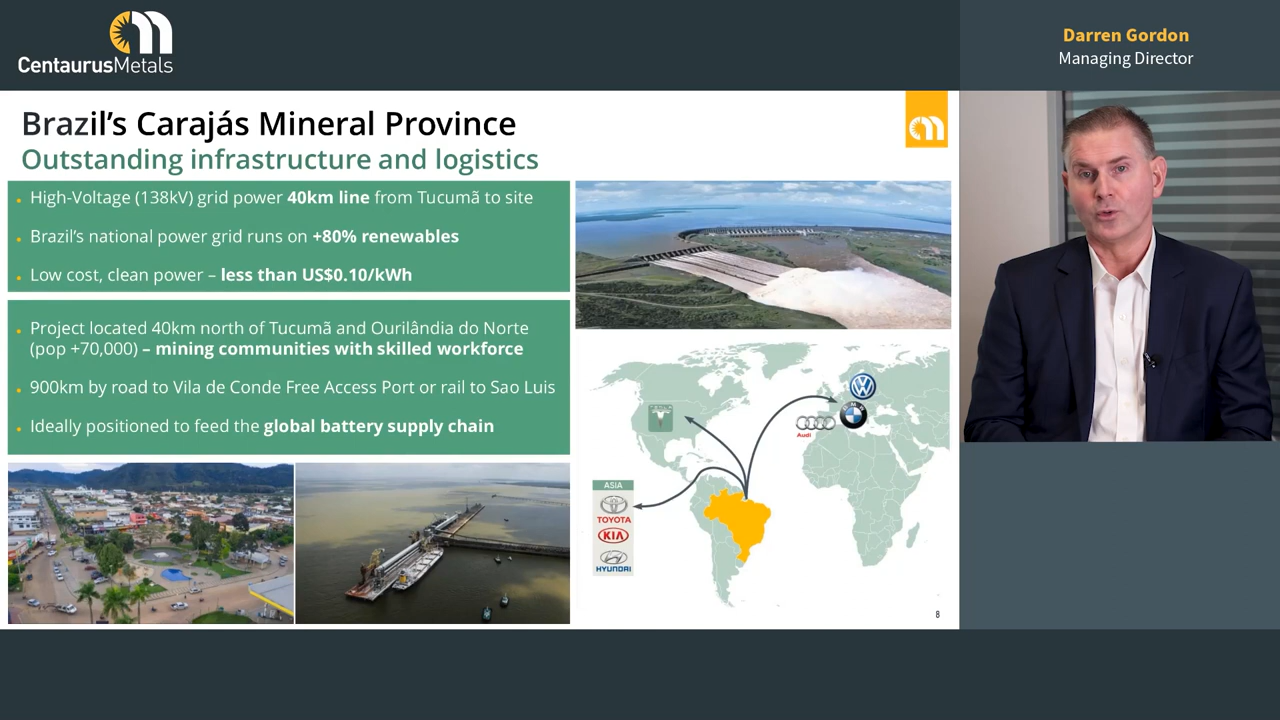 CentaurusMetals
Darren Gordon
Managing Director
Brazil's Carajás Mineral Province
Outstanding infrastructure and logistics
High-Voltage (138kV) grid power 40km line from Tucumã to site
Brazil's national power grid runs on +80% renewables
Low cost, clean power – less than US$0.10/kWh
Project located 40km north of Tucumã and Ourilândia do Norte
(pop +70,000) – mining communities with skilled workforce
900km by road to Vila de Conde Free Access Port or rail to Sao Luis
Ideally positioned to feed the global battery supply chain
Audi
ASIA
TOYOTA
KIA
HYUNDAI
8